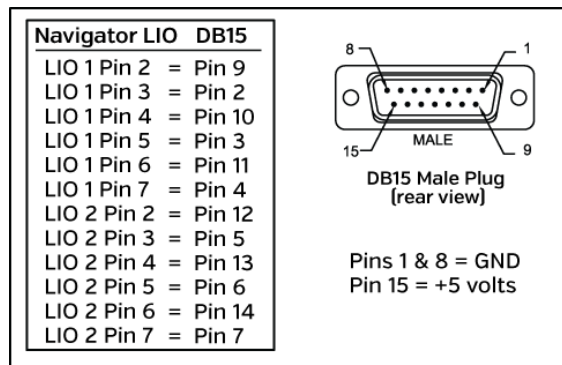 Navigator LIO DB15
LIO 1 Pin 2 = Pin 9
LIO 1 Pin 3 = Pin 2
LIO 1 Pin 4 = Pin 10
LIO 1 Pin 5 = Pin 3
LIO 1 Pin 6 = Pin 11
LIO 1 Pin 7 = Pin 4
LIO 2 Pin 2 = Pin 12
LIO 2 Pin 3 = Pin 5
LIO 2 Pin 4 = Pin 13
LIO 2 Pin 5 = Pin 6
LIO 2 Pin 6 = Pin 14
LIO 2 Pin 7 = Pin 7
8 1
MALE
15 9
DB15 Male Plug
(rear view)
Pins 1 & 8 = GND
Pin 15 = +5 volts